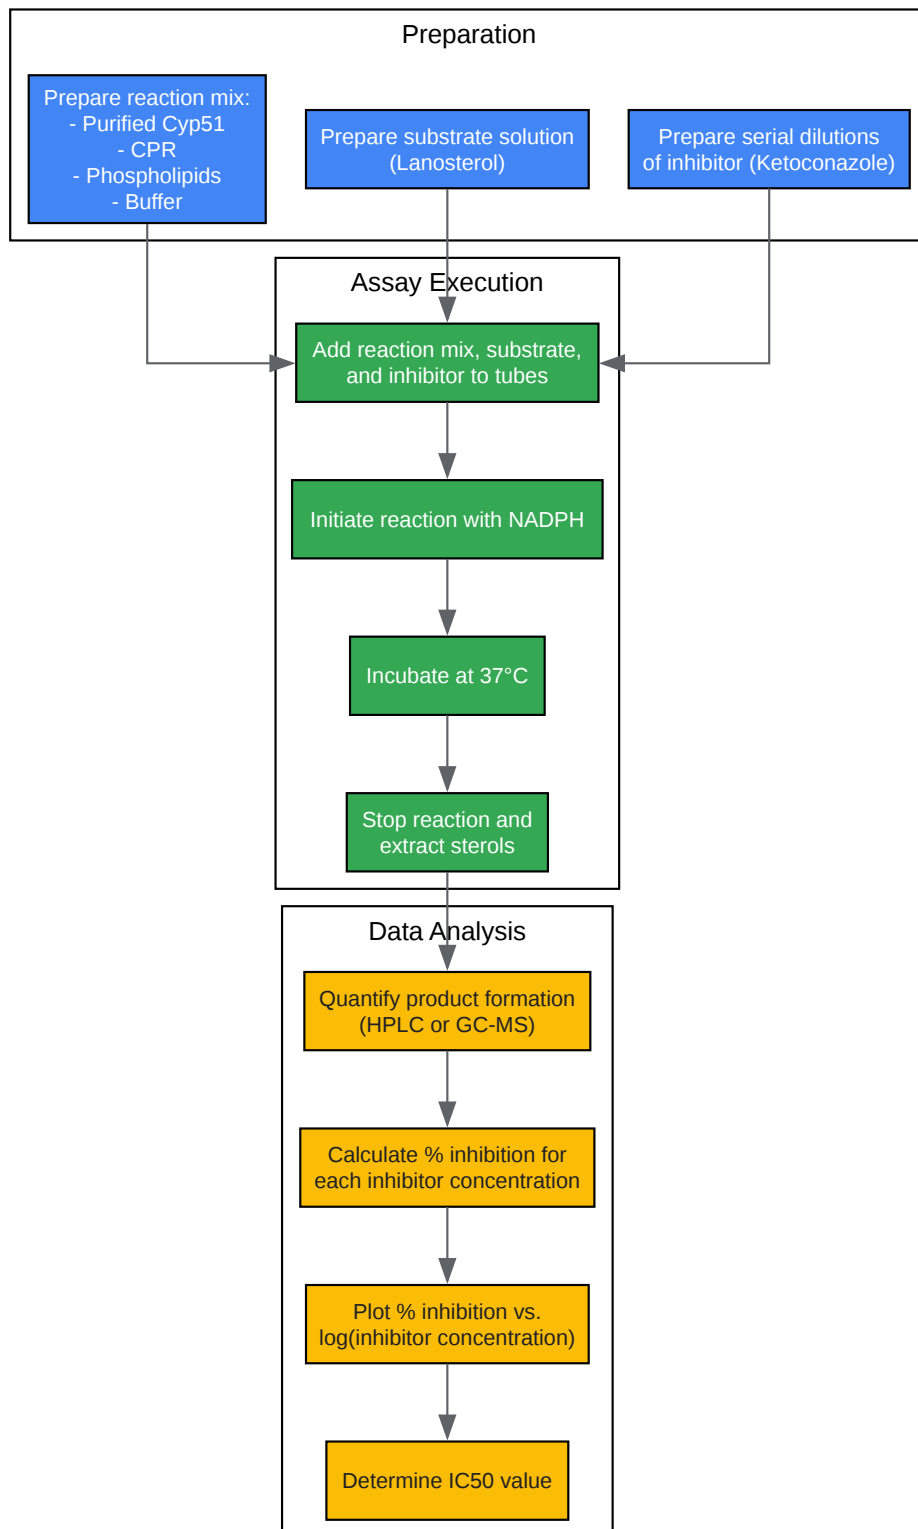 Preparation
Prepare reaction mix:
- Purified Cyp51
- CPR
- Phospholipids
- Buffer
Prepare substrate solution
(Lanosterol)
Prepare serial dilutions
of inhibitor (Ketoconazole)
Assay Execution
Add reaction mix, substrate,
and inhibitor to tubes
Initiate reaction with NADPH
Incubate at 37°C
Stop reaction and
extract sterols
Data Analysis
Quantify product formation
(HPLC or GC-MS)
Calculate % inhibition for
each inhibitor concentration
Plot % inhibition vs.
log(inhibitor concentration)
Determine IC50 value